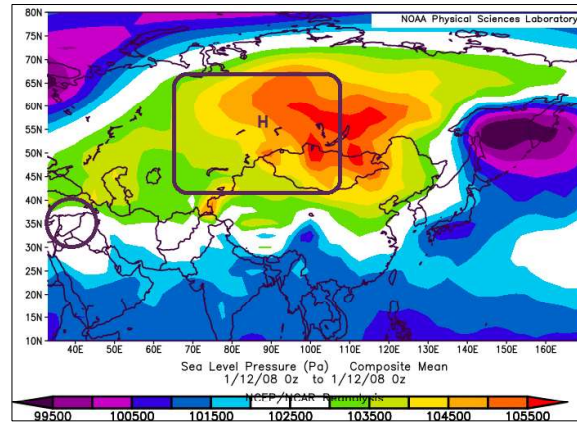 NOAA Physical Sciences Laboratory
80N
75N
70N
65N
60N
55N
50N
45N
40N
35N
30N
25N
20N
15N
10N
H
40E 50E 60E 70E 80E 90E 100E 110E 120E 130E 140E 150E 160E
Sea Level Pressure (Pa) Composite Mean
1/12/08 0z to 1/12/08 0z
NCEP/NCAR Reanalysis
99500 100500 101500 102500 103500 104500 105500